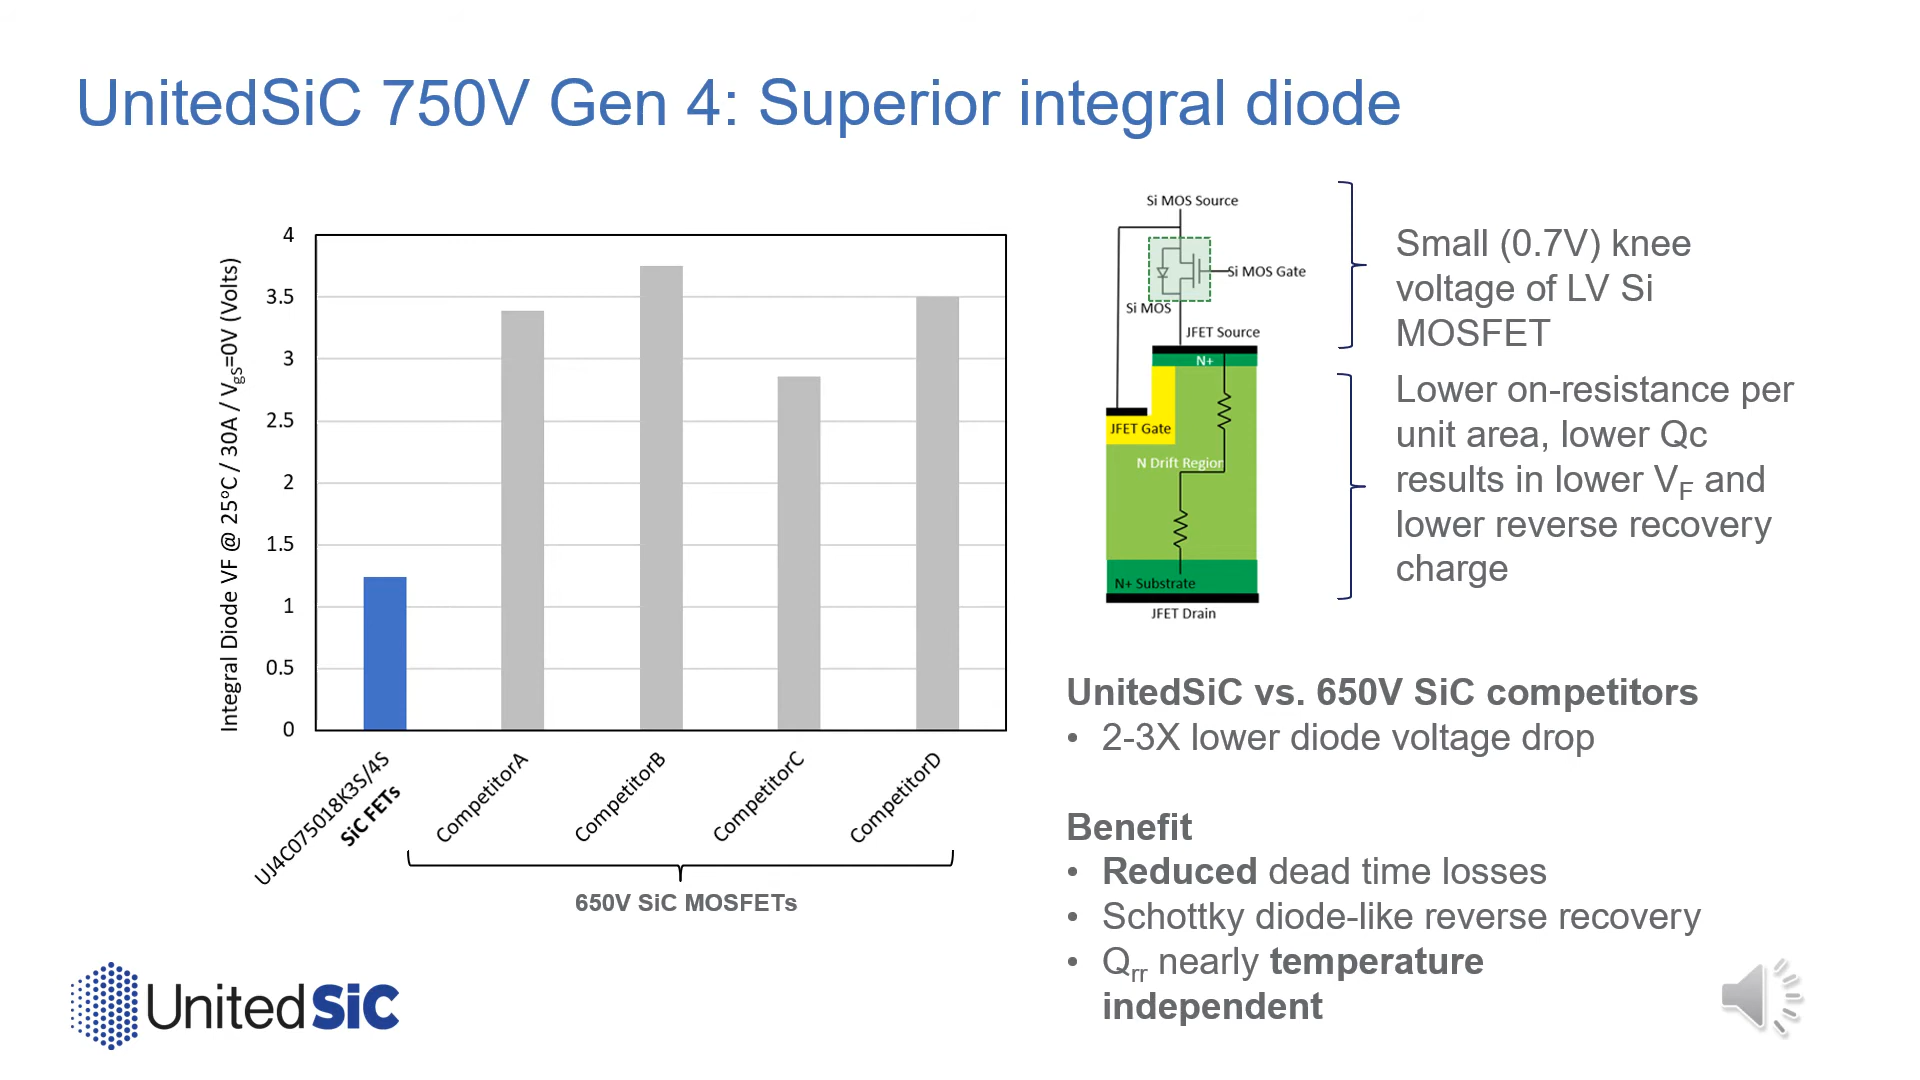 UnitedSiC 750V Gen 4: Superior integral diode
Integral Diode VF @ 25°C / 30A / VgS=0V (Volts)
4
3.5
3
2.5
2
1.5
1
0.5
0
UJ4C075018K3S/4S
SiC FETs
CompetitorA
CompetitorB
CompetitorC
CompetitorD
650V SiC MOSFETs
Si MOS Source
Si MOS Gate
Si MOS
JFET Source
N+
JFET Gate
N Drift Region
N+ Substrate
JFET Drain
Small (0.7V) knee
voltage of LV Si
MOSFET
Lower on-resistance per
unit area, lower Qc
results in lower VF and
lower reverse recovery
charge
UnitedSiC vs. 650V SiC competitors
• 2-3X lower diode voltage drop
Benefit
• Reduced dead time losses
• Schottky diode-like reverse recovery
• Qrr nearly temperature
independent
UnitedSiC